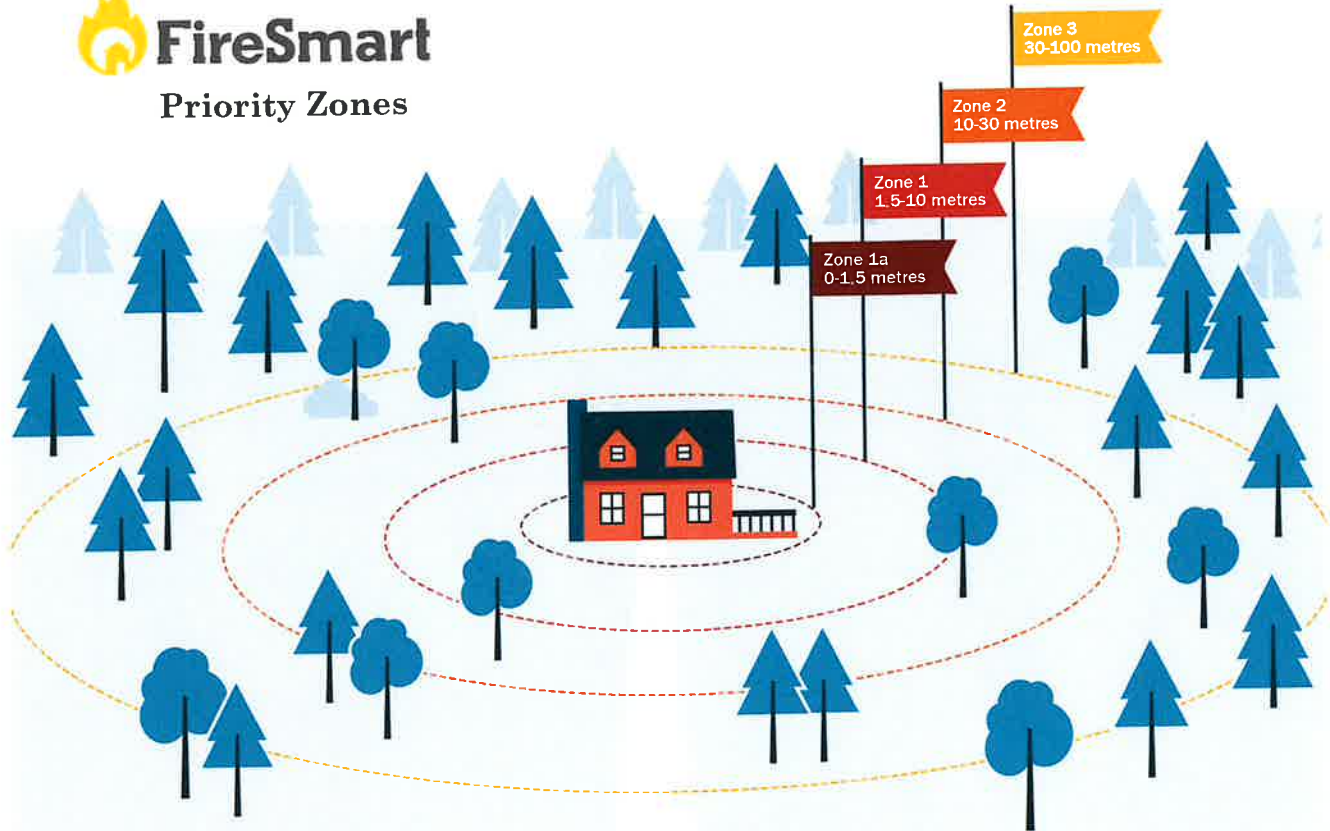 FireSmart
Priority Zones
Zone 3
30-100 metres
Zone 2
10-30 metres
Zone 1
1.5-10 metres
Zone 1a
0-1.5 metres